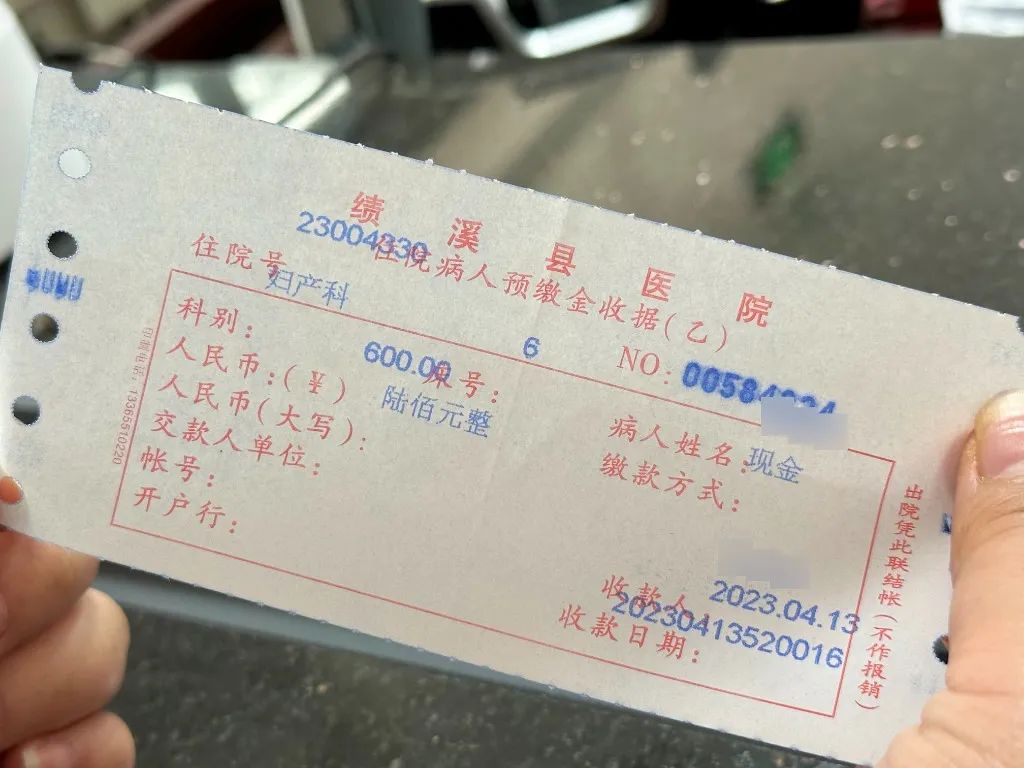 绩溪县医院
23004330
住院号
住院病人预缴金收据(乙)
妇产科
6
NO:
科别:
人民币:(¥)
600.00
号:
病人姓名:
现金
人民币(大写):
陆佰元整
缴款方式:
交款人单位:
帐号:
开户行:
收款人:
2023.04.13
20230413520016
收款日期:
出院凭此联结帐(不作报销)
13365510220